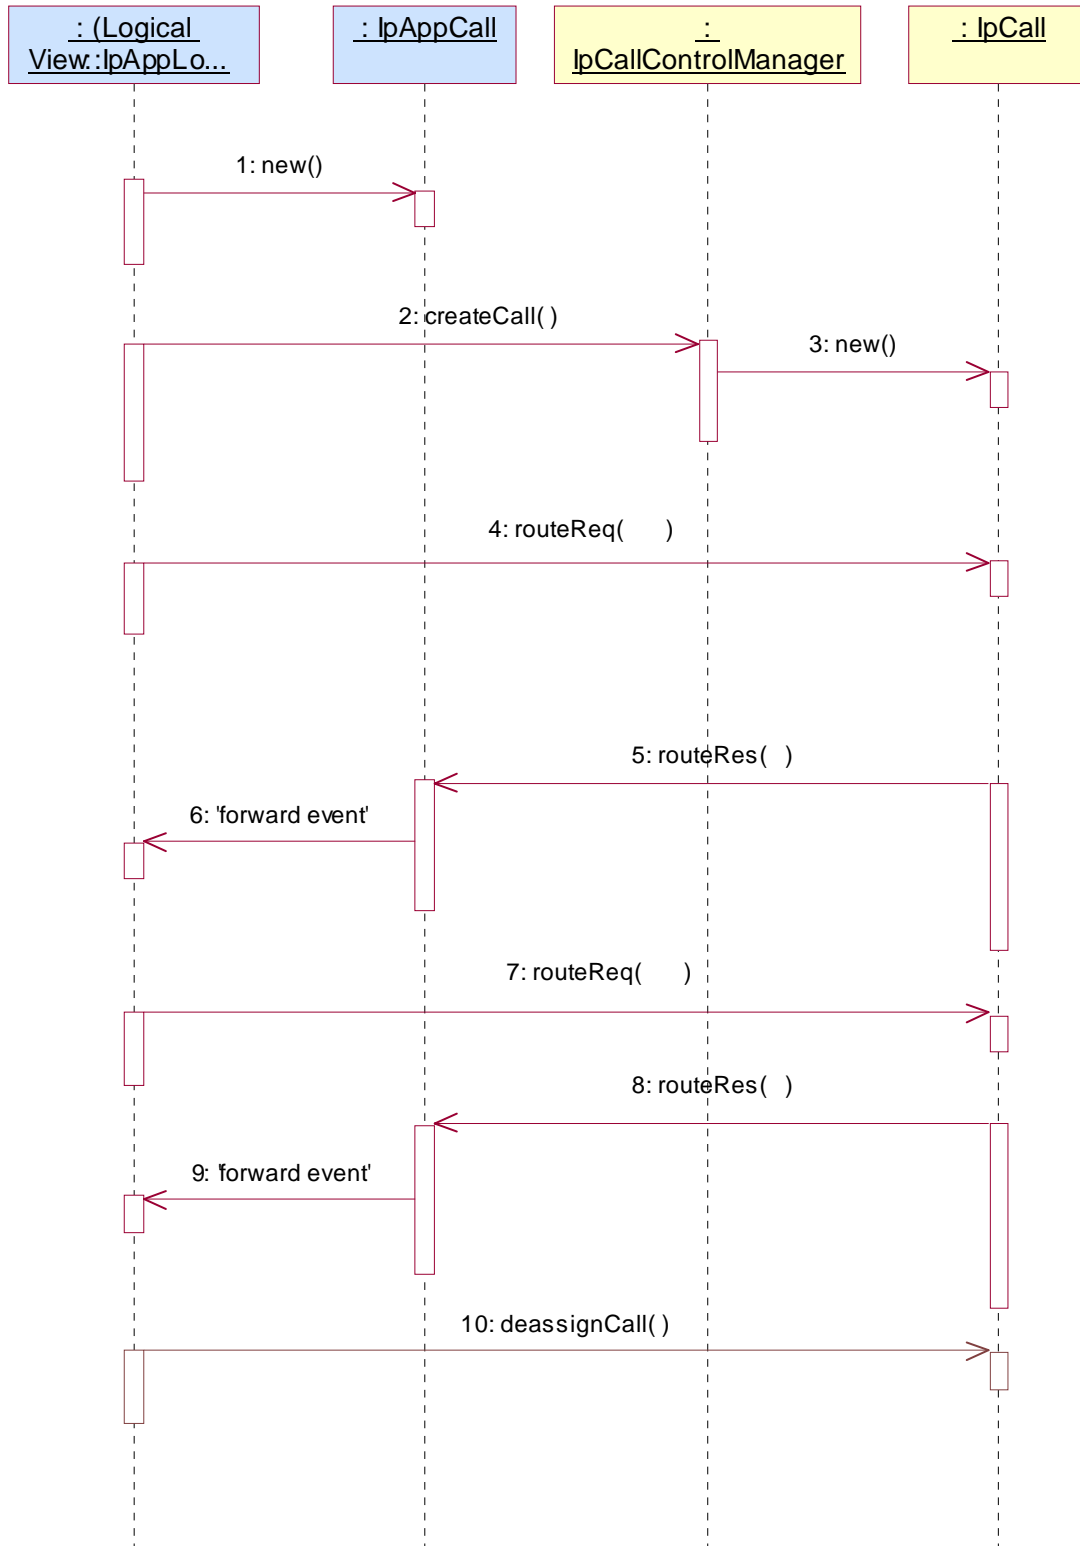 : (Logical
View::IpAppLo...
: IpAppCall
:
IpCallControlManager
: IpCall
1: new()
2: createCall( )
3: new()
4: routeReq( )
5: routeRes( )
6: 'forward event'
7: routeReq( )
8: routeRes( )
9: 'forward event'
10: deassignCall( )